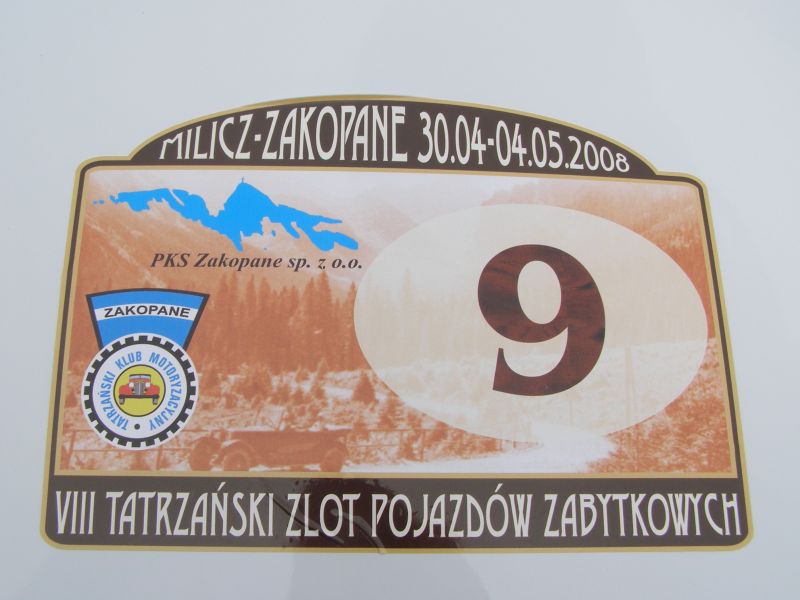 MILICZ-ZAKOPANE 30.04-04.05.2008
PKS Zakopane sp. z o.o.
9
ZAKOPANE
TATRZAŃSKI KLUB MOTORYZACYJNY
VIII TATRZAŃSKI ZLOT POJAZDÓW ZABYTKOWYCH